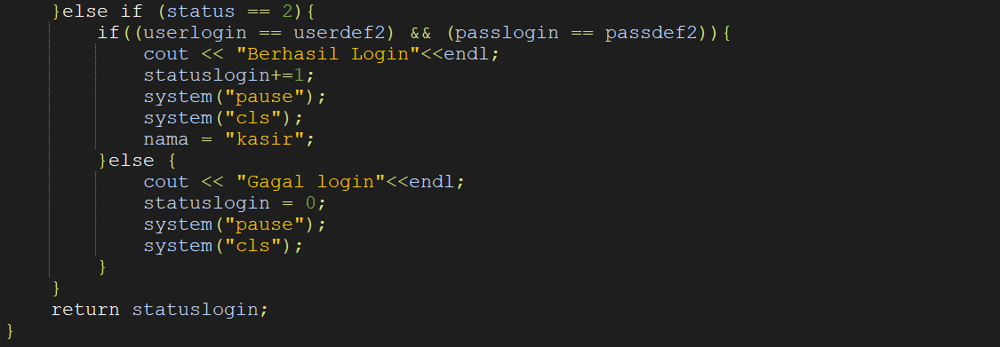 }else if (status == 2){
if((userlogin == userdef2) && (passlogin == passdef2)){
cout << "Berhasil Login"<<endl;
statuslogin+=1;
system("pause");
system("cls");
nama = "kasir";
}else {
cout << "Gagal login"<<endl;
statuslogin = 0;
system("pause");
system("cls");
}
}
return statuslogin;
}